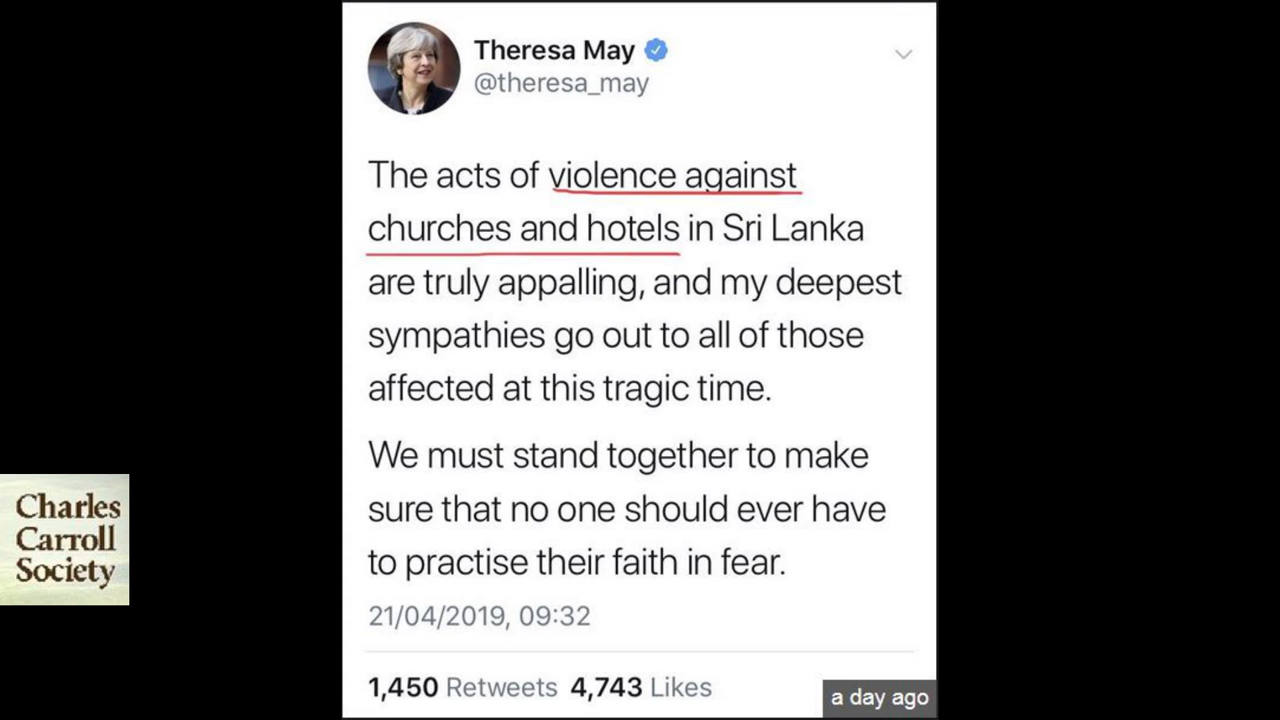 Theresa May
@theresa_may
The acts of violence against
churches and hotels in Sri Lanka
are truly appalling, and my deepest
sympathies go out to all of those
affected at this tragic time.
We must stand together to make
sure that no one should ever have
to practise their faith in fear.
21/04/2019, 09:32
1,450 Retweets 4,743 Likes
a day ago
Charles
Carroll
Society